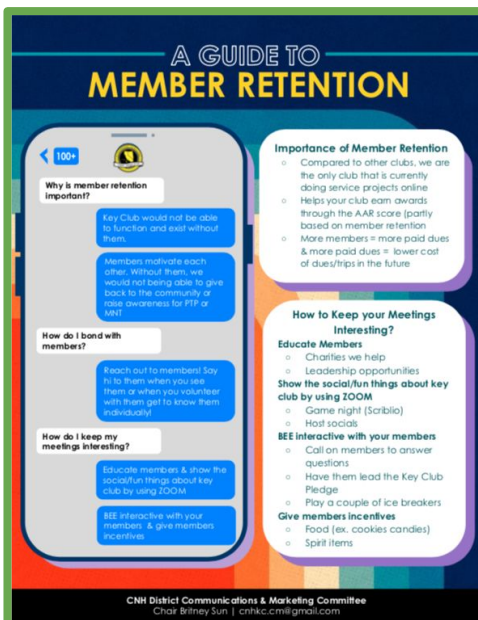 A GUIDE TO
MEMBER RETENTION
100+
Why is member retention
important?
Key Club would not be able
to function and exist without
them.
Members motivate each
other. Without them, we
would not being able to give
back to the community or
raise awareness for PTP or
MNT
How do I bond with
members?
Reach out to members! Say
hi to them when you see
them or when you volunteer
with them get to know them
individually!
How do I keep my
meetings interesting?
Educate members & show the
social/fun things about key
club by using ZOOM
BEE interactive with your
members & give members
incentives
Importance of Member Retention
Compared to other clubs, we are
the only club that is currently
doing service projects online
Helps your club earn awards
through the AAR score (partly
based on member retention
More members = more paid dues
& more paid dues = lower cost
of dues/trips in the future
How to Keep your Meetings
Interesting?
Educate Members
Charities we help
Leadership opportunities
Show the social/fun things about key
club by using ZOOM
Game night (Scriblio)
Host socials
BEE interactive with your members
Call on members to answer
questions
Have them lead the Key Club
Pledge
Play a couple of ice breakers
Give members incentives
Food (ex. cookies candies)
Spirit items
CNH District Communications & Marketing Committee
Chair Britney Sun | cnhkc.cm@gmail.com